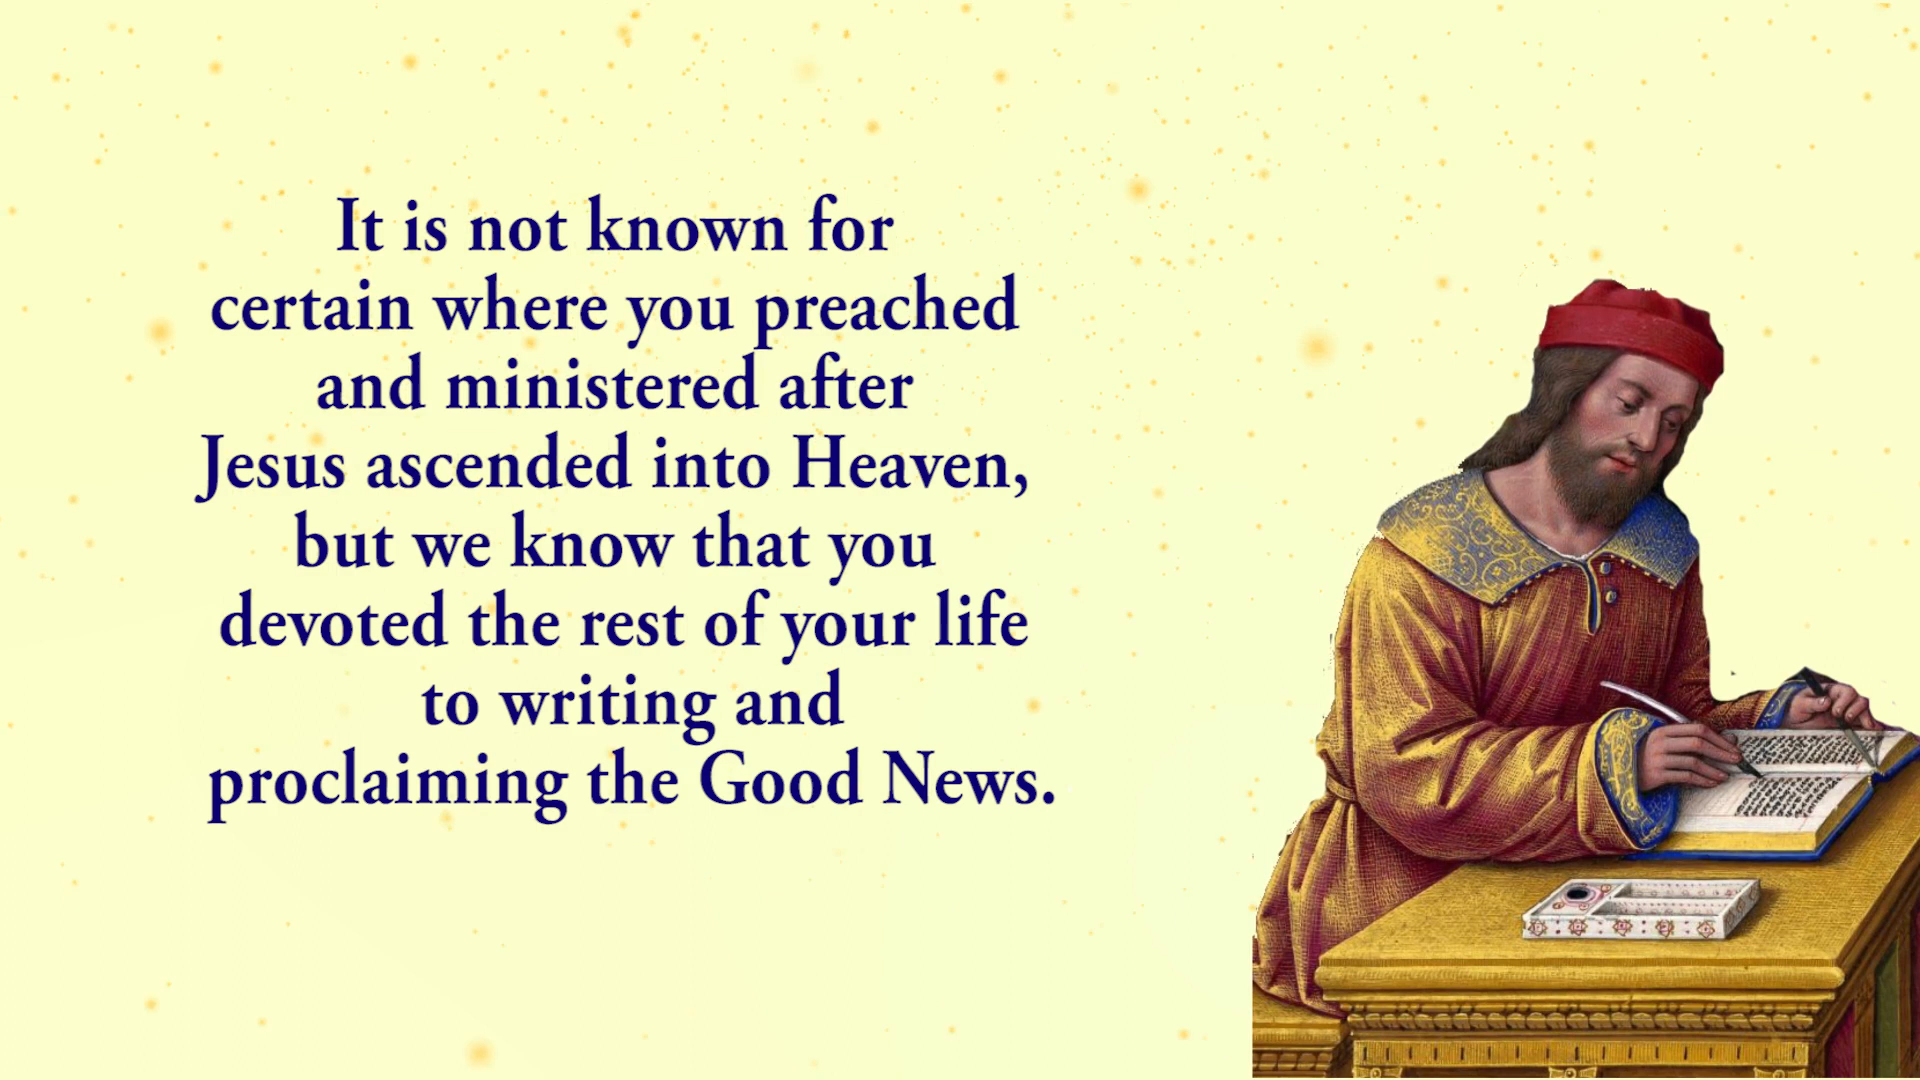 It is not known for
certain where you preached
and ministered after
Jesus ascended into Heaven,
but we know that you
devoted the rest of your life
to writing and
proclaiming the Good News.